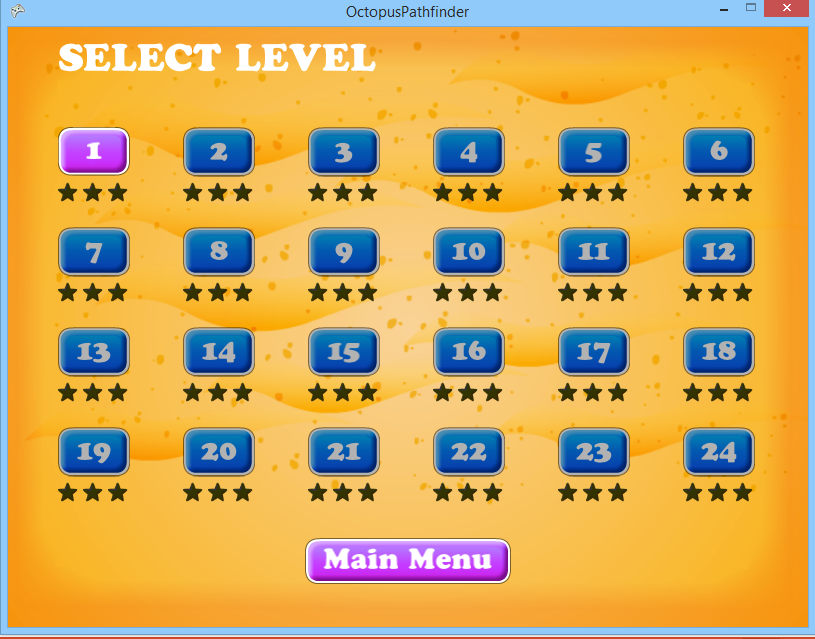 OctopusPathfinder
SELECT LEVEL
1 2 3 4 5 6
7 8 9 10 11 12
13 14 15 16 17 18
19 20 21 22 23 24
Main Menu